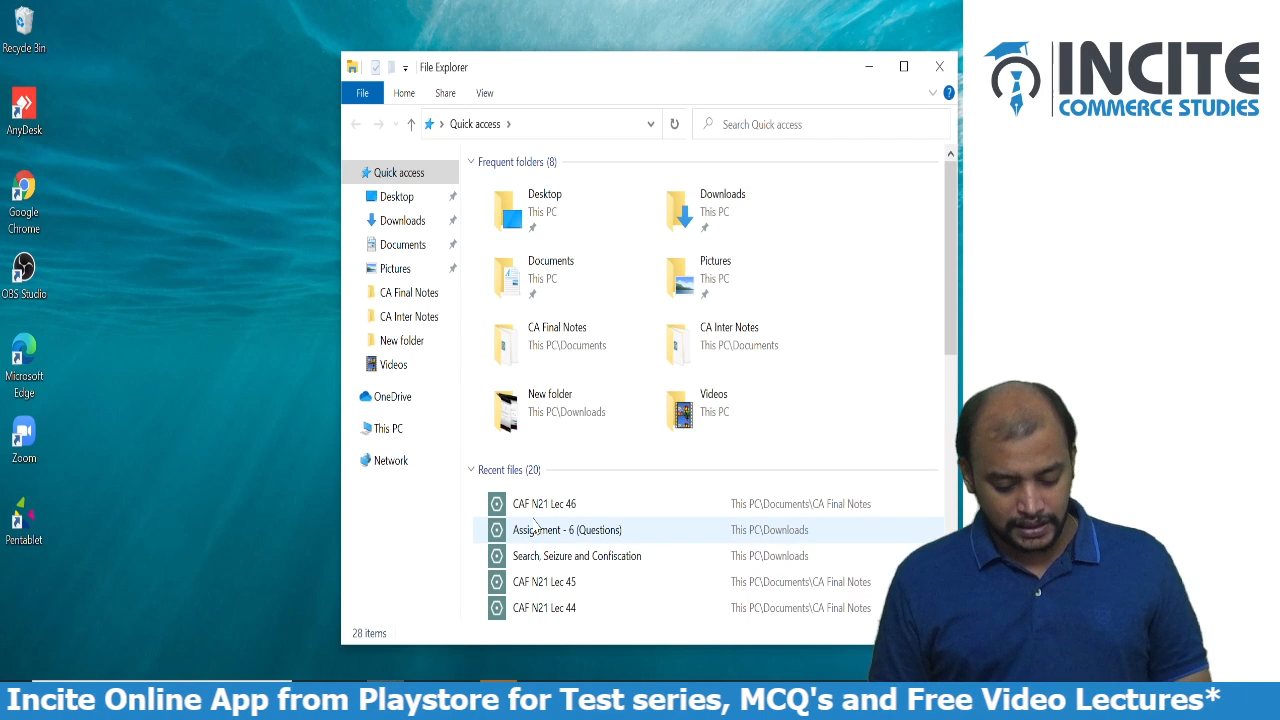 Recycle Bin
AnyDesk
Google
Chrome
OBS Studio
Microsoft
Edge
Zoom
Pentablet
File Explorer
File Home Share View
Quick access
Search Quick access
Quick access
Desktop
Downloads
Documents
Pictures
CA Final Notes
CA Inter Notes
New folder
Videos
OneDrive
This PC
Network
Frequent folders (8)
Desktop
This PC
Downloads
This PC
Documents
This PC
Pictures
This PC
CA Final Notes
This PC\Documents
CA Inter Notes
This PC\Documents
New folder
This PC\Downloads
Videos
This PC
Recent files (20)
CAF N21 Lec 46 This PC\Documents\CA Final Notes
Assignment - 6 (Questions) This PC\Downloads
Search, Seizure and Confiscation This PC\Downloads
CAF N21 Lec 45 This PC\Documents\CA Final Notes
CAF N21 Lec 44 This PC\Documents\CA Final Notes
28 items
INCITE
COMMERCE STUDIES
Incite Online App from Playstore for Test series, MCQ's and Free Video Lectures*